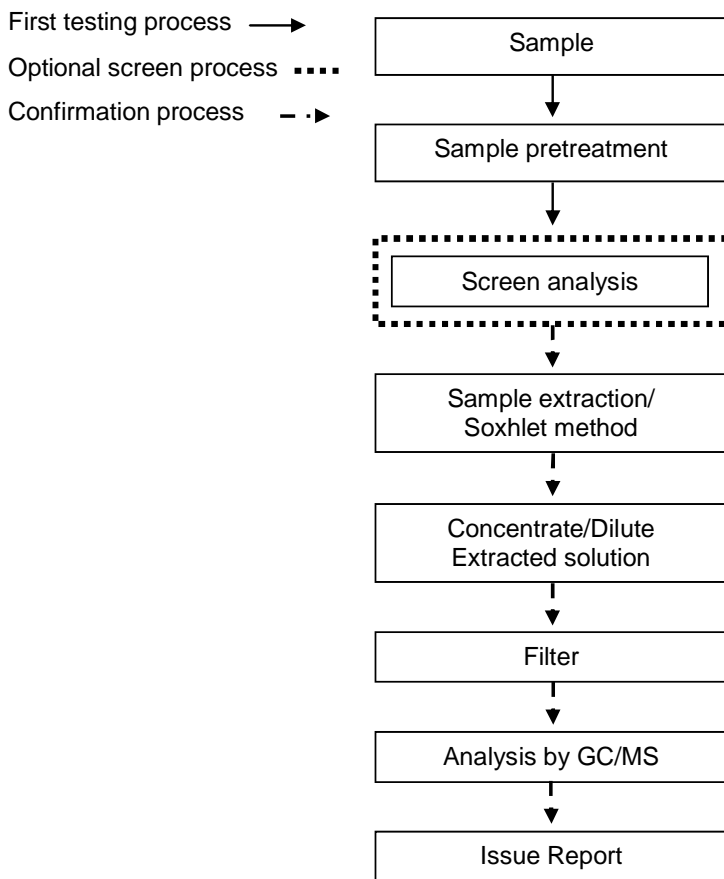 First testing process
Optional screen process
Confirmation process
Sample
Sample pretreatment
Screen analysis
Sample extraction/
Soxhlet method
Concentrate/Dilute
Extracted solution
Filter
Analysis by GC/MS
Issue Report